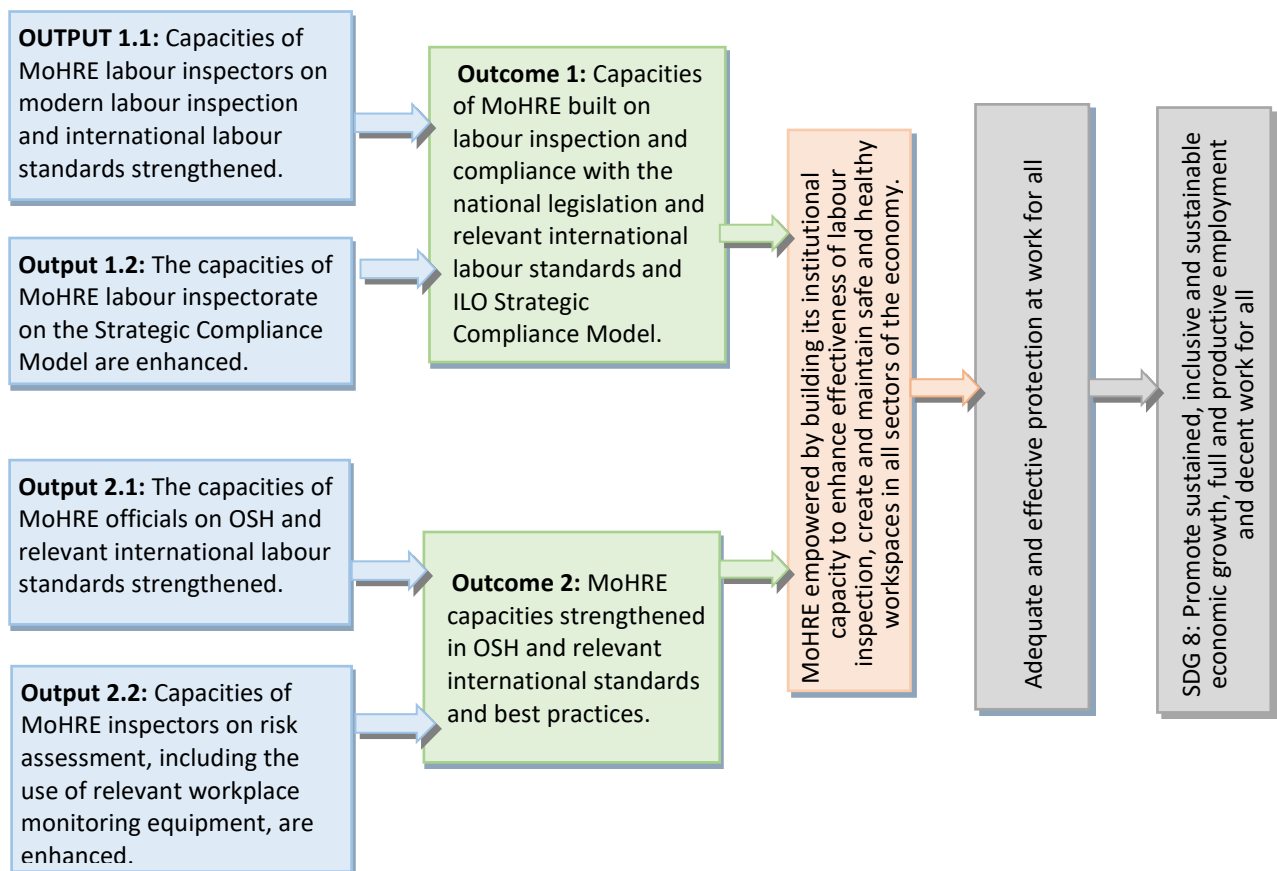 OUTPUT 1.1: Capacities of
MoHRE labour inspectors on
modern labour inspection
and international labour
standards strengthened.
Output 1.2: The capacities of
MoHRE labour inspectorate
on the Strategic Compliance
Model are enhanced.
Output 2.1: The capacities of
MoHRE officials on OSH and
relevant international labour
standards strengthened.
Output 2.2: Capacities of
MoHRE inspectors on risk
assessment, including the
use of relevant workplace
monitoring equipment, are
enhanced.
Outcome 1: Capacities
of MoHRE built on
labour inspection and
compliance with the
national legislation and
relevant international
labour standards and
ILO Strategic
Compliance Model.
Outcome 2: MoHRE
capacities strengthened
in OSH and relevant
international standards
and best practices.
MoHRE empowered by building its institutional
capacity to enhance effectiveness of labour
inspection, create and maintain safe and healthy
workspaces in all sectors of the economy.
Adequate and effective protection at work for all
SDG 8: Promote sustained, inclusive and sustainable
economic growth, full and productive employment
and decent work for all